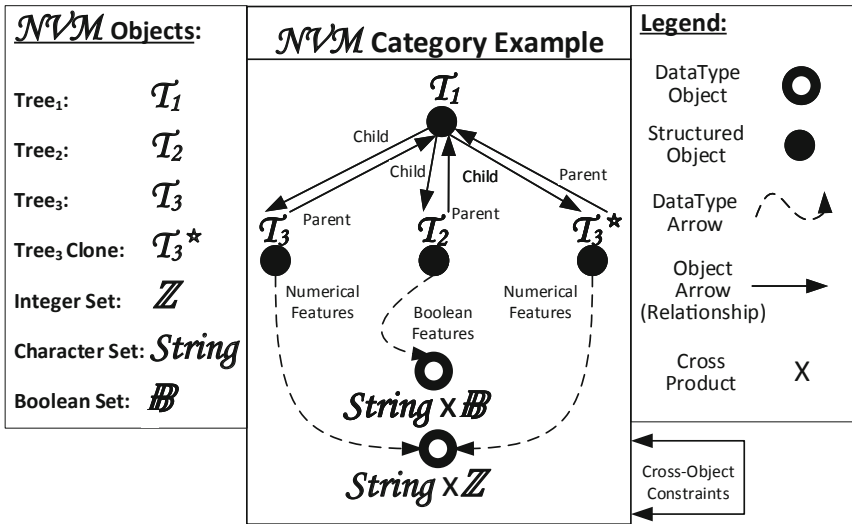 NVM Objects:
Tree₁: T₁
Tree₂: T₂
Tree₃: T₃
Tree₃ Clone: T₃★
Integer Set: ℤ
Character Set: String
Boolean Set: 𝔹
NVM Category Example
T₁
Child
Parent
Child
Child
Parent
Parent
T₃
T₂
T₃★
Numerical
Features
Boolean
Features
Numerical
Features
String x 𝔹
String x ℤ
Legend:
DataType
Object
Structured
Object
DataType
Arrow
Object
Arrow
(Relationship)
Cross
Product
X
Cross-Object
Constraints